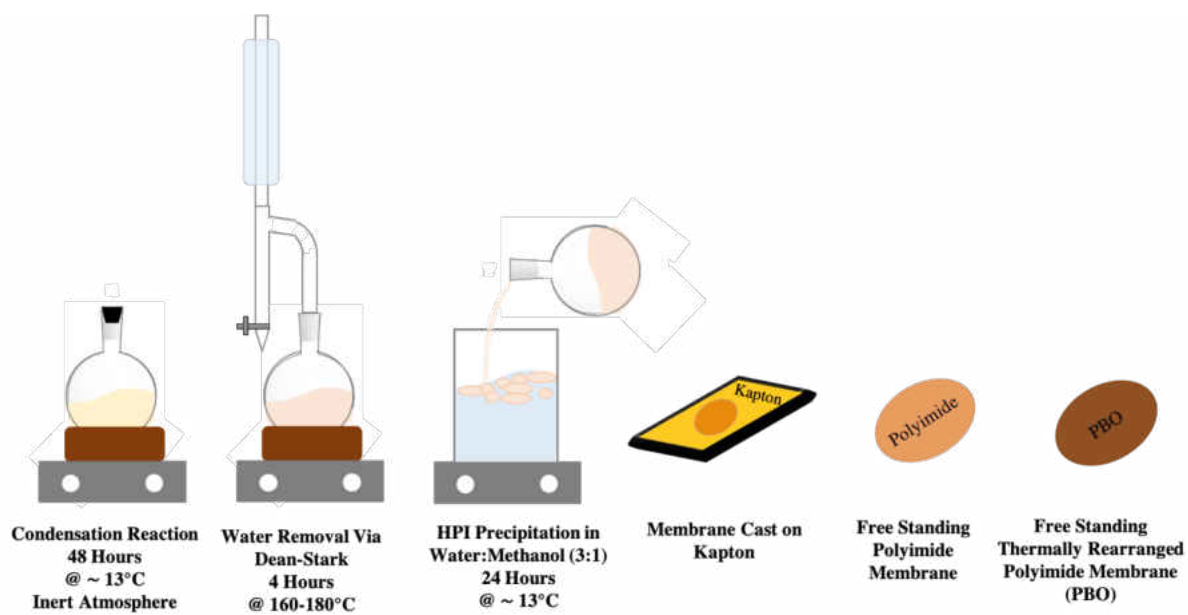 Kapton
Polyimide
PBO
Condensation Reaction
48 Hours
@ ~ 13°C
Inert Atmosphere
Water Removal Via
Dean-Stark
4 Hours
@ 160-180°C
HPI Precipitation in
Water:Methanol (3:1)
24 Hours
@ ~ 13°C
Membrane Cast on
Kapton
Free Standing
Polyimide
Membrane
Free Standing
Thermally Rearranged
Polyimide Membrane
(PBO)